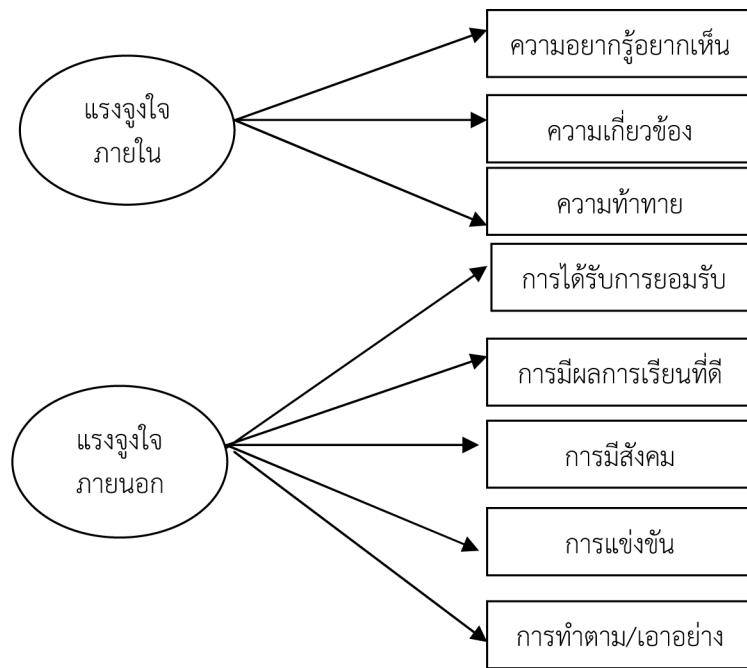 แรงจูงใจ
ภายใน
ความอยากรู้อยากเห็น
ความเกี่ยวข้อง
ความท้าทาย
แรงจูงใจ
ภายนอก
การได้รับการยอมรับ
การมีผลการเรียนที่ดี
การมีสังคม
การแข่งขัน
การทำตาม/เอาอย่าง